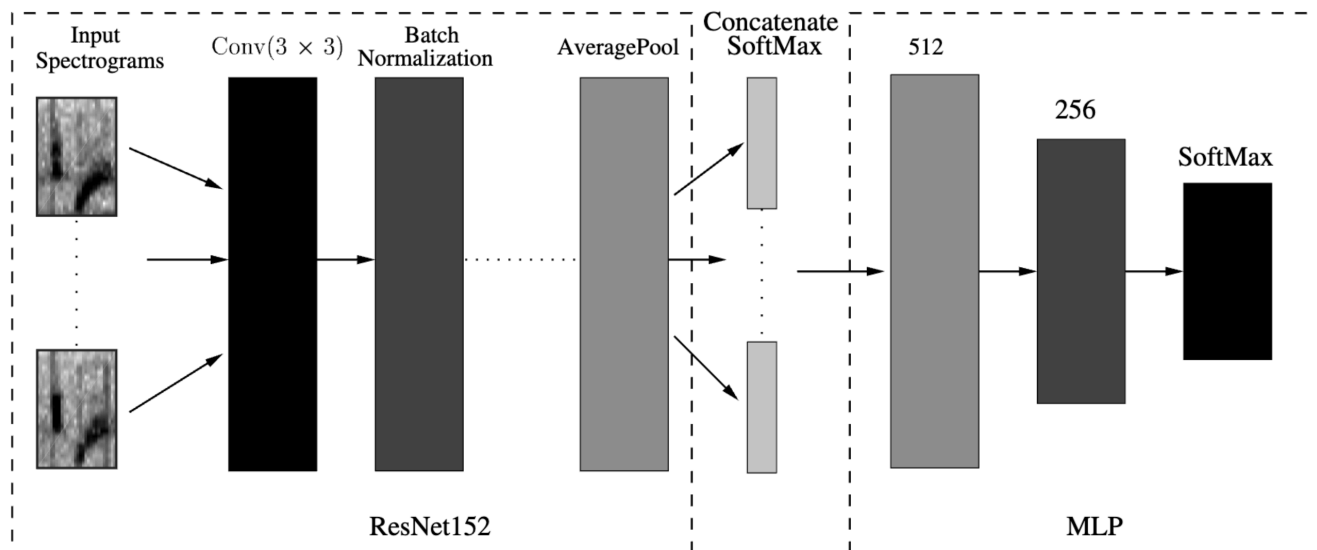 Input
Spectrograms
Conv(3 × 3)
Batch
Normalization
AveragePool
Concatenate
SoftMax
512
256
SoftMax
ResNet152
MLP